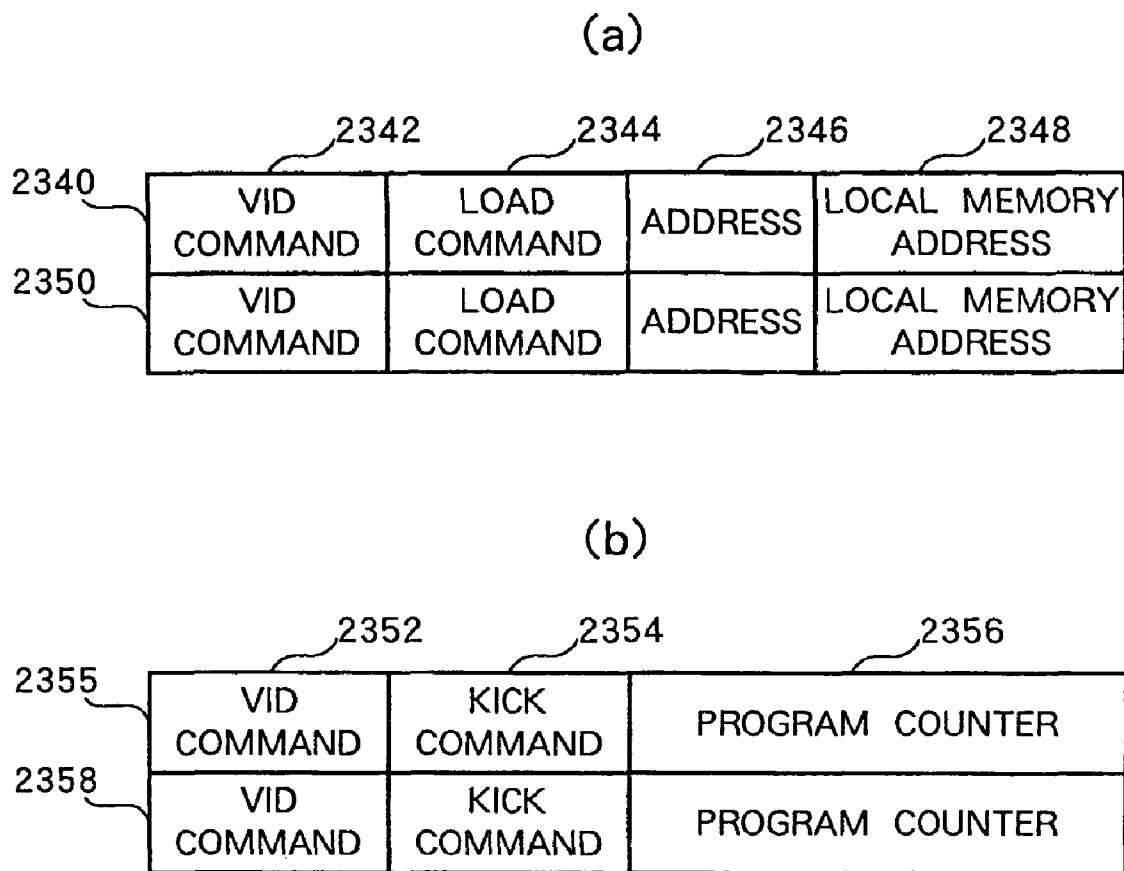 (a)
2342 2344 2346 2348
2340
VID COMMAND LOAD COMMAND ADDRESS LOCAL MEMORY ADDRESS
2350
VID COMMAND LOAD COMMAND ADDRESS LOCAL MEMORY ADDRESS
(b)
2352 2354 2356
2355
VID COMMAND KICK COMMAND PROGRAM COUNTER
2358
VID COMMAND KICK COMMAND PROGRAM COUNTER